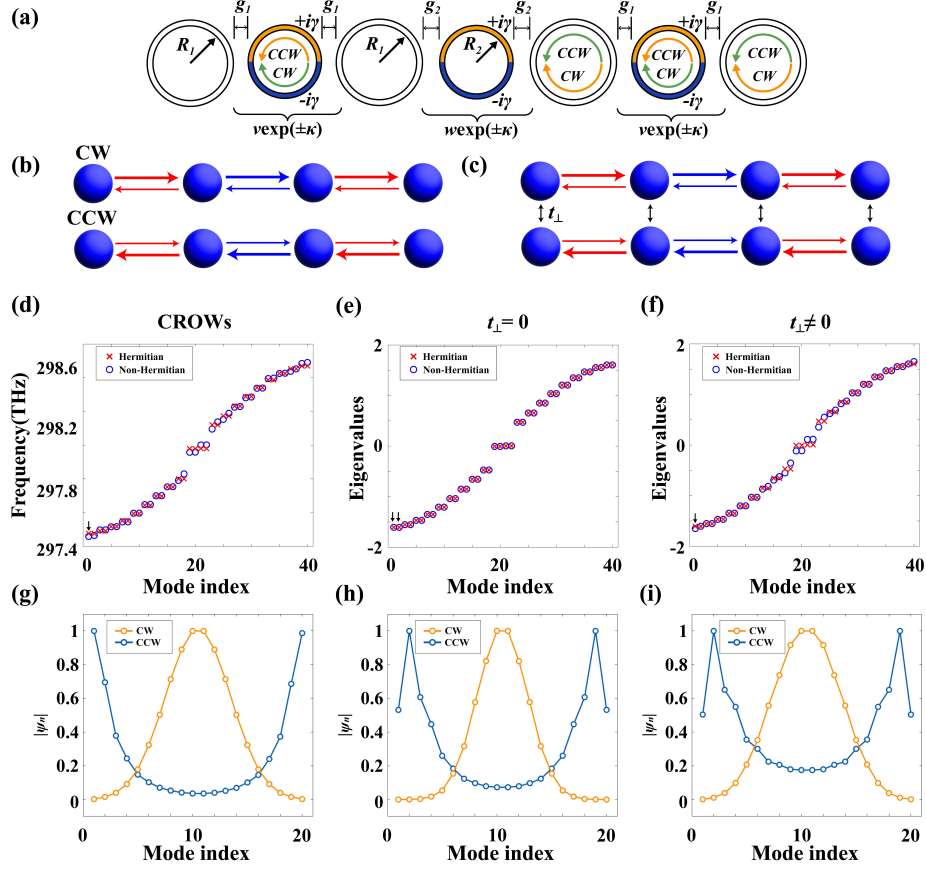 (a)
g1 g1 g2 g2 g1 g1
+iγ +iγ +iγ
R1 CCW CW R1 R2 CCW CW CCW CW CCW CW
-iγ -iγ -iγ
vexp(±κ) wexp(±κ) vexp(±κ)
(b) (c)
CW
t⊥
CCW
(d) (e) (f)
CROWs t⊥= 0 t⊥≠ 0
Frequency(THz)
298.6
298.2
297.8
297.4
× Hermitian
○ Non-Hermitian
0 20 40
Mode index
Eigenvalues
2
0
-2
× Hermitian
○ Non-Hermitian
0 20 40
Mode index
Eigenvalues
2
0
-2
× Hermitian
○ Non-Hermitian
0 20 40
Mode index
(g) (h) (i)
|ψn|
1
0.8
0.6
0.4
0.2
0
CW
CCW
0 10 20
Mode index
|ψn|
1
0.8
0.6
0.4
0.2
0
CW
CCW
0 10 20
Mode index
|ψn|
1
0.8
0.6
0.4
0.2
0
CW
CCW
0 10 20
Mode index